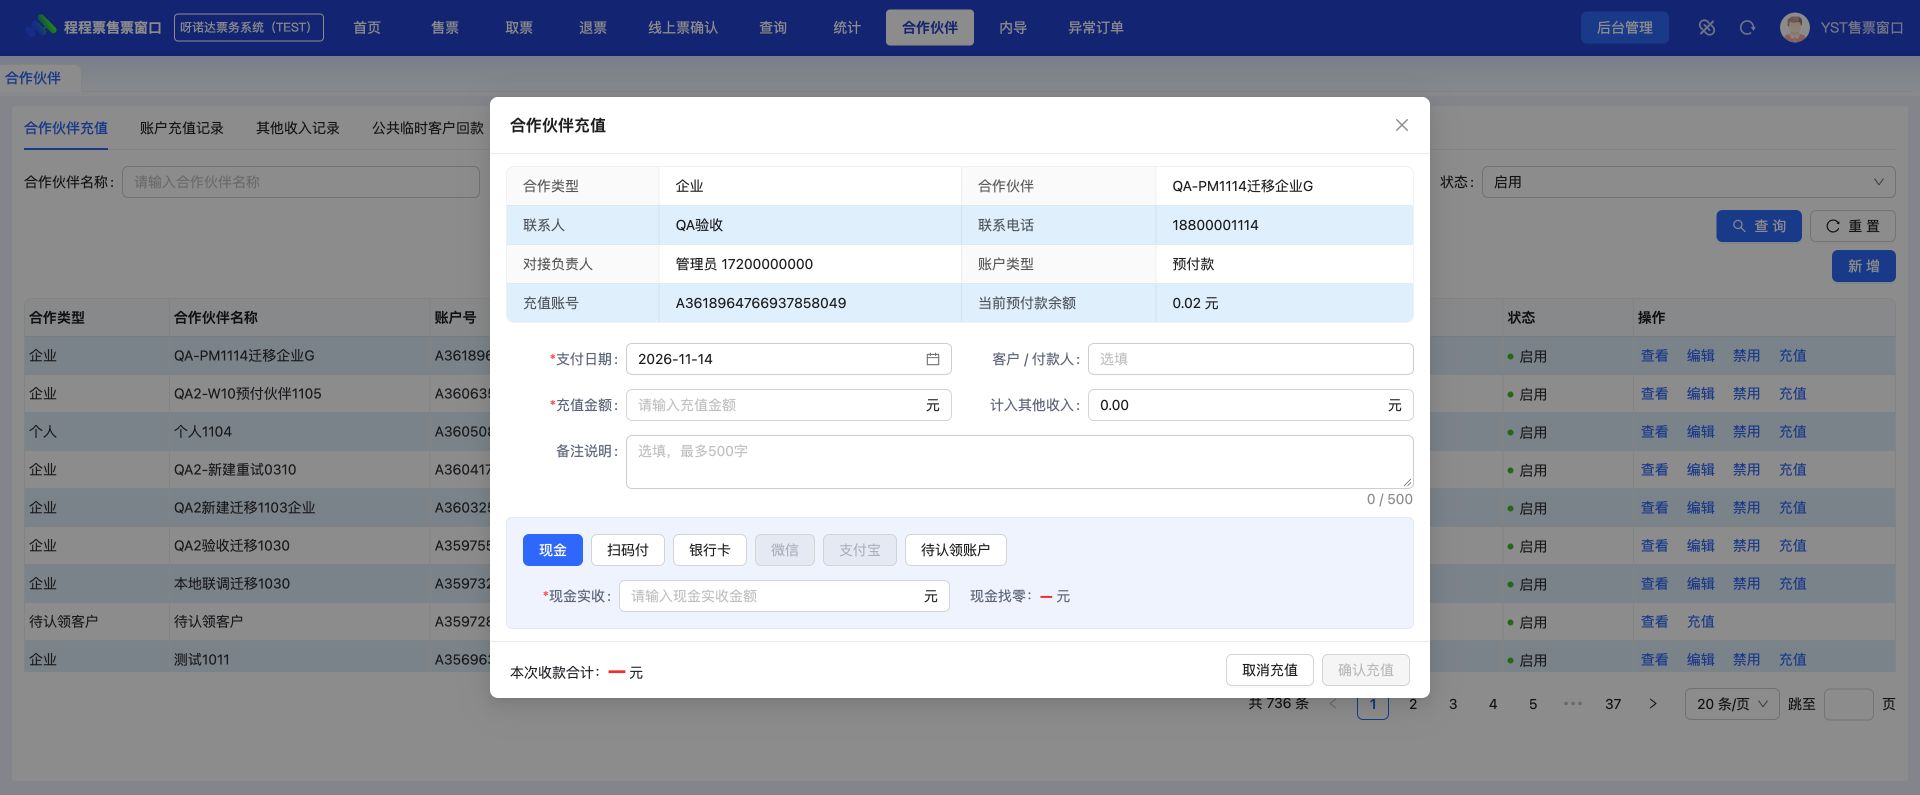 程程票售票窗口 呀诺达票务系统（TEST） 首页 售票 取票 退票 线上票确认 查询 统计 合作伙伴 内导 异常订单 后台管理 YST售票窗口
合作伙伴
合作伙伴充值 账户充值记录 其他收入记录 公共临时客户回款
合作伙伴名称： 请输入合作伙伴名称 状态： 启用
查 询 重 置
新 增
合作类型 合作伙伴名称 账户号 状态 操作
企业 QA-PM1114迁移企业G A361896 启用 查看 编辑 禁用 充值
企业 QA2-W10预付伙伴1105 A360635 启用 查看 编辑 禁用 充值
个人 个人1104 A360508 启用 查看 编辑 禁用 充值
企业 QA2-新建重试0310 A360417 启用 查看 编辑 禁用 充值
企业 QA2新建迁移1103企业 A360325 启用 查看 编辑 禁用 充值
企业 QA2验收迁移1030 A359755 启用 查看 编辑 禁用 充值
企业 本地联调迁移1030 A359732 启用 查看 编辑 禁用 充值
待认领客户 待认领客户 A359728 启用 查看 充值
企业 测试1011 A356963 启用 查看 编辑 禁用 充值
共 736 条 1 2 3 4 5 ••• 37 20 条/页 跳至 页
合作伙伴充值
合作类型 企业 合作伙伴 QA-PM1114迁移企业G
联系人 QA验收 联系电话 18800001114
对接负责人 管理员 17200000000 账户类型 预付款
充值账号 A3618964766937858049 当前预付款余额 0.02 元
*支付日期： 2026-11-14 客户 / 付款人： 选填
*充值金额： 请输入充值金额 元 计入其他收入： 0.00 元
备注说明： 选填，最多500字
0 / 500
现金 扫码付 银行卡 微信 支付宝 待认领账户
*现金实收： 请输入现金实收金额 元 现金找零： — 元
本次收款合计： — 元 取消充值 确认充值